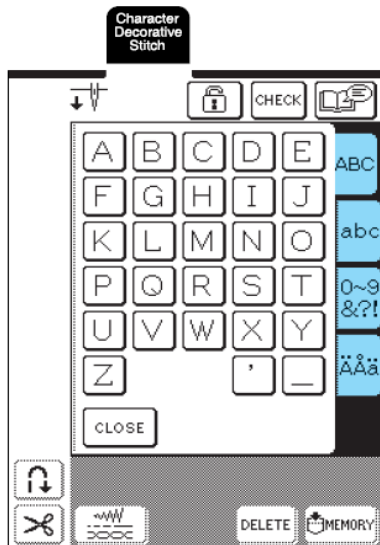 Character
Decorative
Stitch
CHECK
A B C D E
ABC
F G H I J
K L M N O
abc
P Q R S T
0~9
&?!
U V W X Y
Z ' _
ÄÅä
CLOSE
DELETE MEMORY